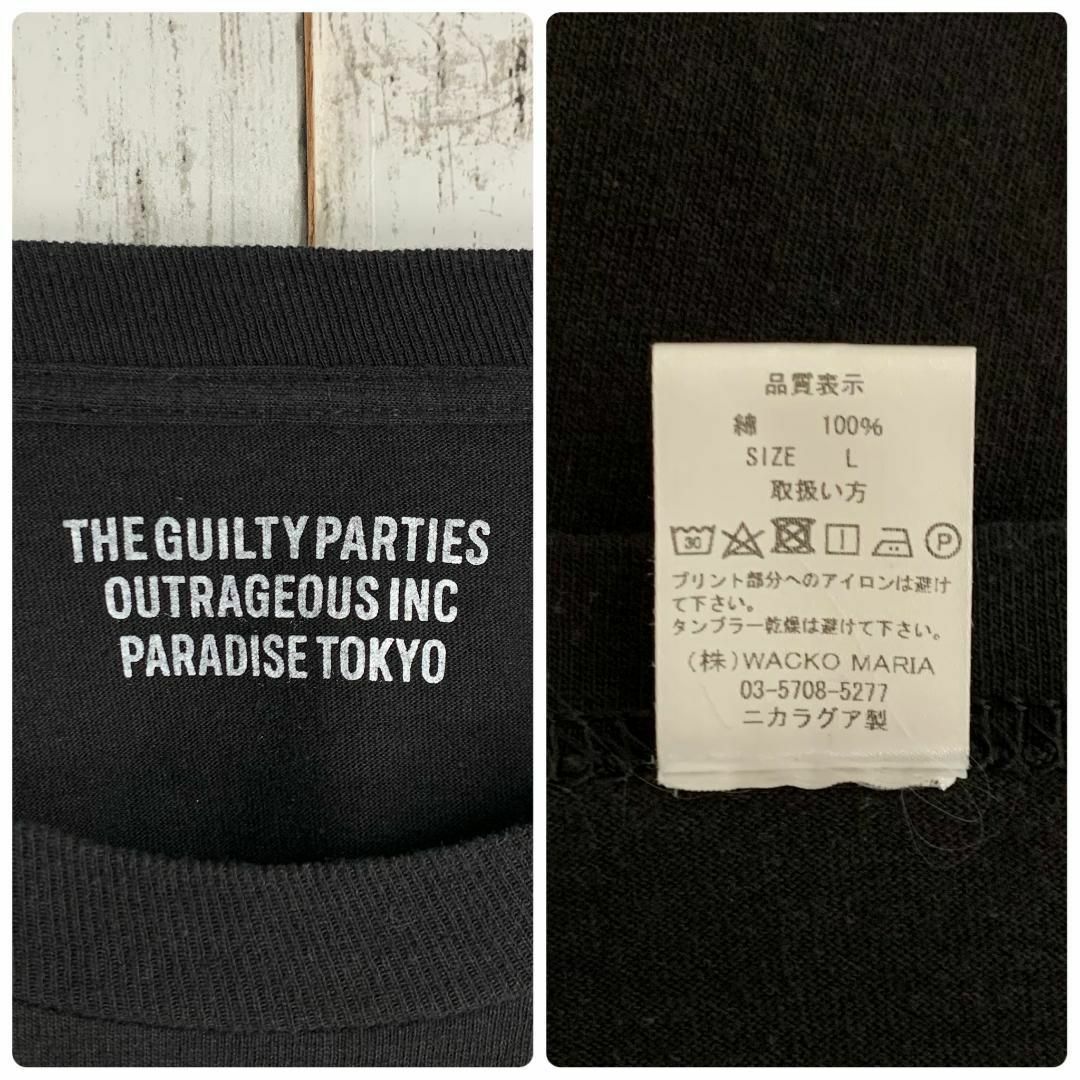 THE GUILTY PARTIES
OUTRAGEOUS INC
PARADISE TOKYO
品質表示
綿 100%
SIZE L
取扱い方
30 P
プリント部分へのアイロンは避け
て下さい。
タンブラー乾燥は避けて下さい。
(株)WACKO MARIA
03-5708-5277
ニカラグア製